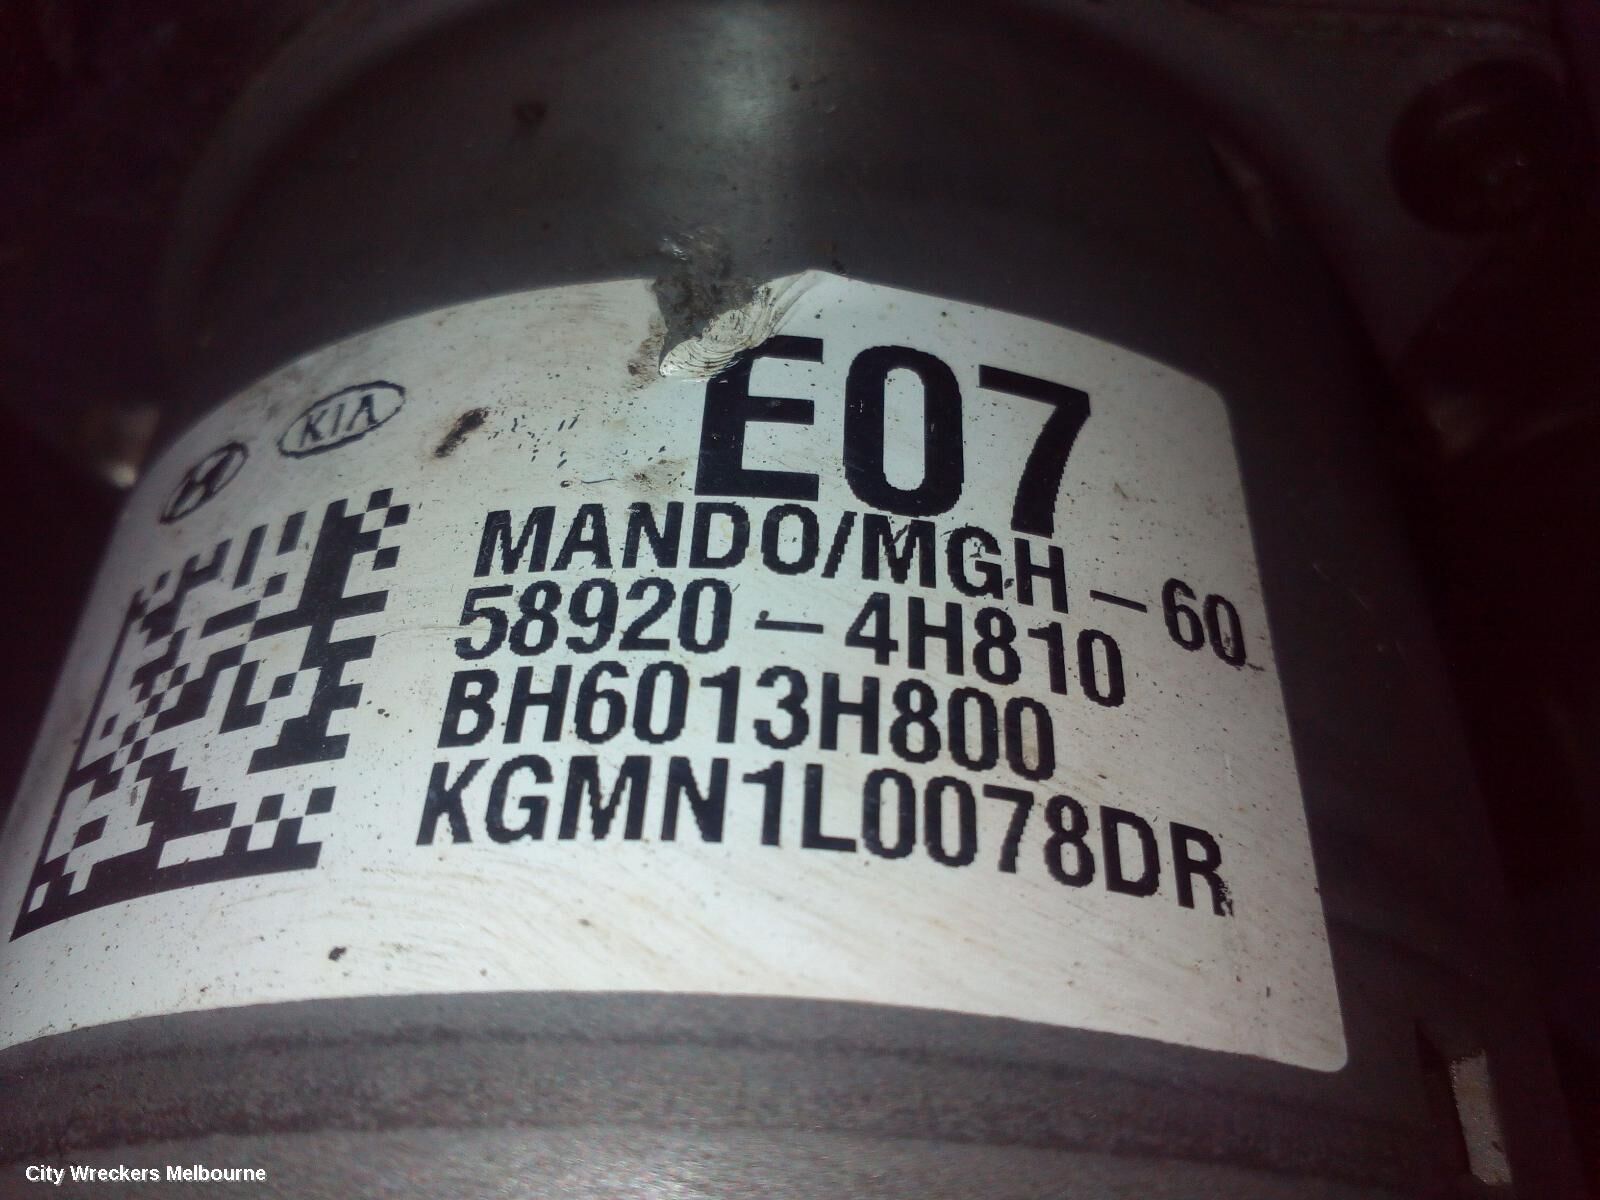 KIA
E07
MANDO/MGH-60
58920-4H810
BH6013H800
KGMN1L0078DR
City Wreckers Melbourne